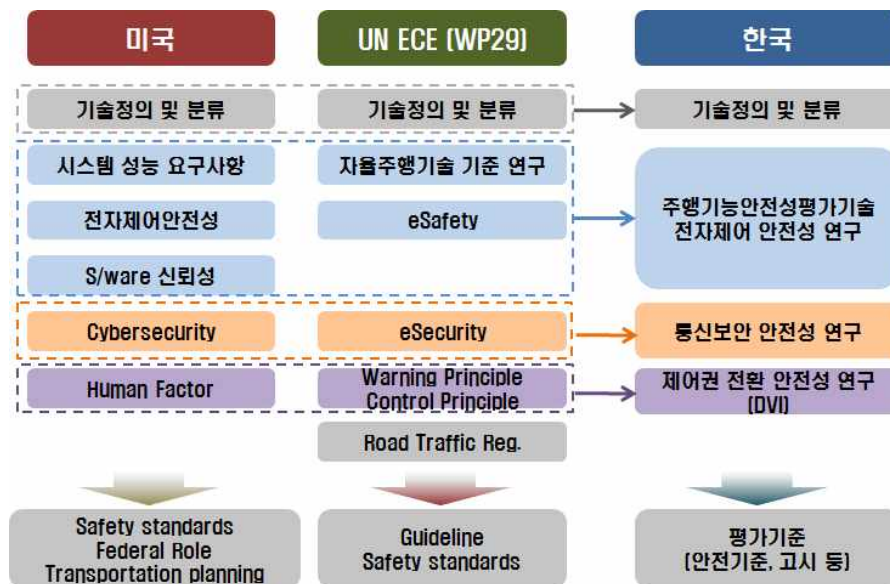 미국
UN ECE (WP29)
한국
기술정의 및 분류
기술정의 및 분류
기술정의 및 분류
시스템 성능 요구사항
자율주행기술 기준 연구
전자제어안전성
eSafety
주행기능안전성평가기술
전자제어 안전성 연구
S/ware 신뢰성
Cybersecurity
eSecurity
통신보안 안전성 연구
Human Factor
Warning Principle
Control Principle
제어권 전환 안전성 연구
(DVI)
Road Traffic Reg.
Safety standards
Federal Role
Transportation planning
Guideline
Safety standards
평가기준
(안전기준, 고시 등)